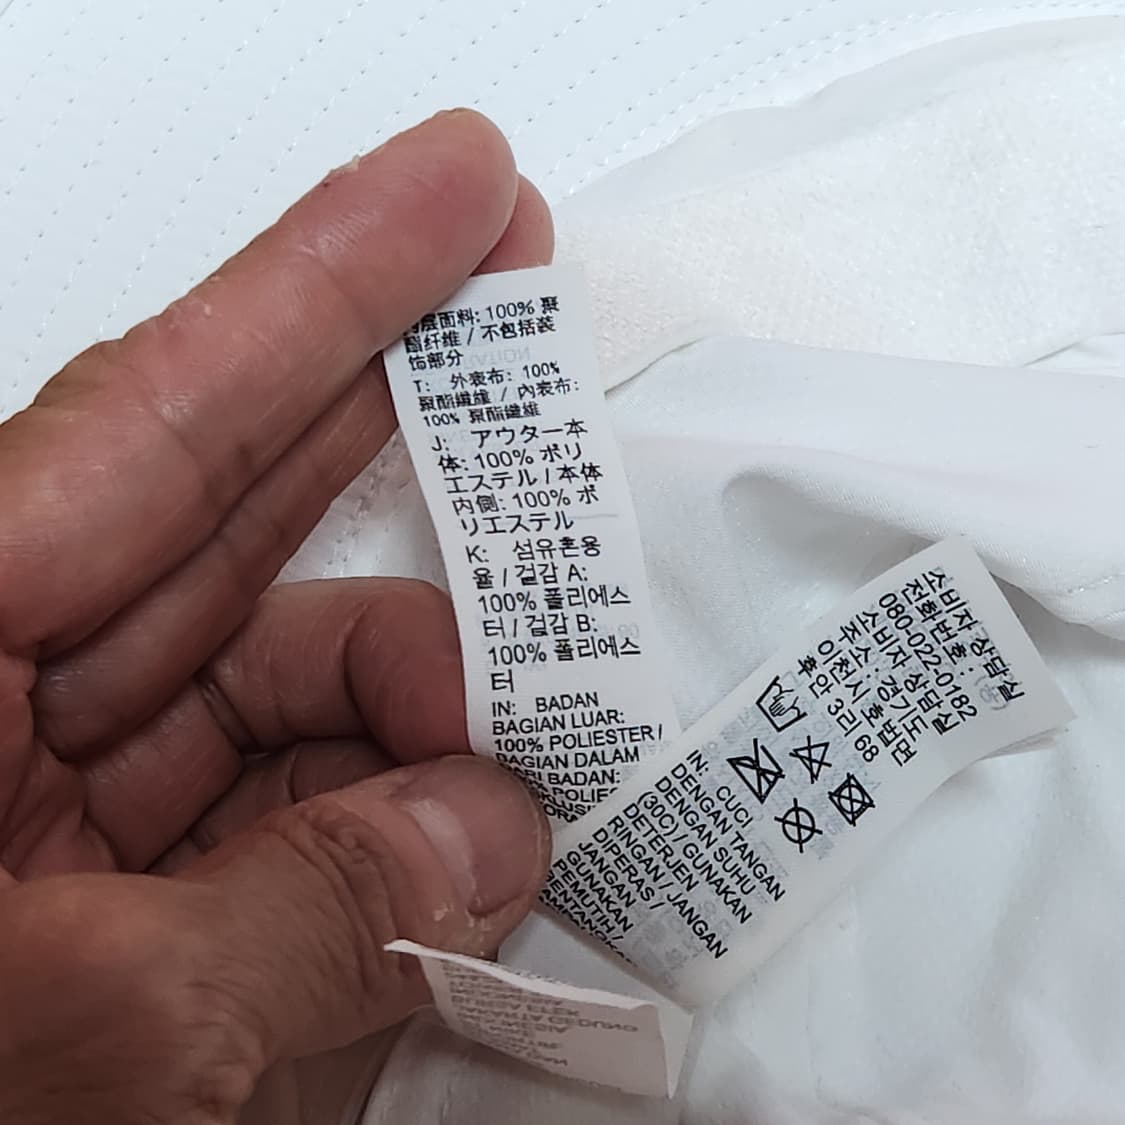 层面料: 100% 聚
酯纤维 / 不包括装
饰部分
T: 外表布: 100%
聚酯纖維 / 內表布:
100% 聚酯纖維
J: アウター本
体: 100% ポリ
エステル / 本体
内側: 100% ポ
リエステル
K: 섬유혼용
율 / 겉감 A:
100% 폴리에스
터 / 겉감 B:
100% 폴리에스
터
IN: BADAN
BAGIAN LUAR:
100% POLIESTER /
BAGIAN DALAM
DARI BADAN:
소비자 상담실
전화번호 :
080-022-0182
소비자 상담실
주소 : 경기도
이천시 호법면
후안 3리 68
IN: CUCI
DENGAN TANGAN
DENGAN SUHU
(30C) / GUNAKAN
DETERJEN
RINGAN / JANGAN
DIPERAS /
JANGAN
GUNAKAN
PEMUTIH /